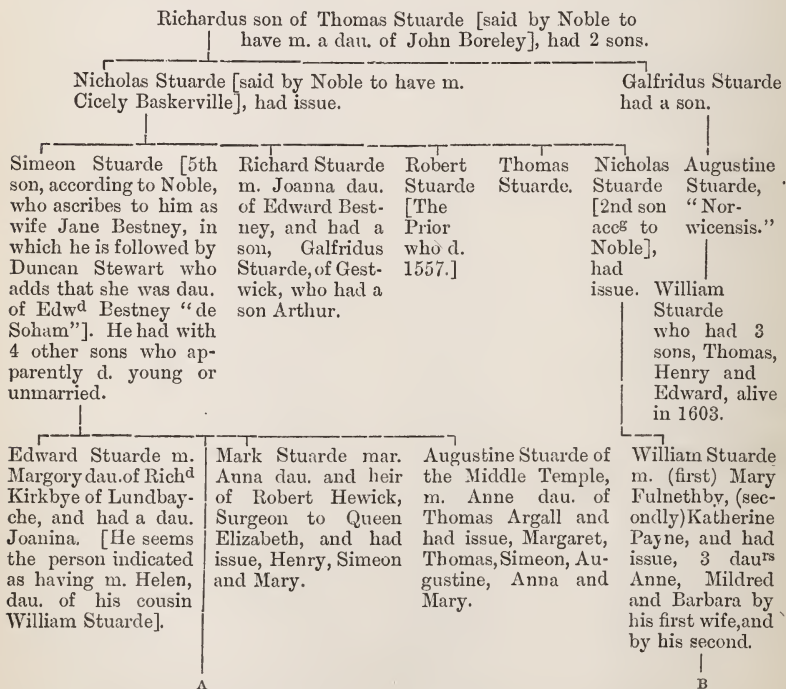 Richardus son of Thomas Stuarde [said by Noble to
have m. a dau. of John Boreley], had 2 sons.
Nicholas Stuarde [said by Noble to have m.
Cicely Baskerville], had issue.
Galfridus Stuarde
had a son.
Simeon Stuarde [5th
son, according to Noble,
who ascribes to him as
wife Jane Bestney, in
which he is followed by
Duncan Stewart who
adds that she was dau.
of Edwd Bestney "de
Soham"]. He had with
4 other sons who ap-
parently d. young or
unmarried.
Richard Stuarde
m. Joanna dau.
of Edward Best-
ney, and had a
son, Galfridus
Stuarde, of Gest-
wick, who had a
son Arthur.
Robert
Stuarde
[The
Prior
who d.
1557.]
Thomas
Stuarde.
Nicholas
Stuarde
[2nd son
accg to
Noble],
had
issue.
Augustine
Stuarde,
"Nor-
wicensis."
William
Stuarde
who had 3
sons, Thomas,
Henry and
Edward, alive
in 1603.
Edward Stuarde m.
Margory dau. of Richd
Kirkbye of Lundbay-
che, and had a dau.
Joanina. [He seems
the person indicated
as having m. Helen,
dau. of his cousin
William Stuarde].
Mark Stuarde mar.
Anna dau. and heir
of Robert Hewick,
Surgeon to Queen
Elizabeth, and had
issue, Henry, Simeon
and Mary.
Augustine Stuarde of
the Middle Temple,
m. Anne dau. of
Thomas Argall and
had issue, Margaret,
Thomas, Simeon, Au-
gustine, Anna and
Mary.
William Stuarde
m. (first) Mary
Fulnethby, (sec-
ondly) Katherine
Payne, and had
issue, 3 daurs
Anne, Mildred
and Barbara by
his first wife, and
by his second.
A
B